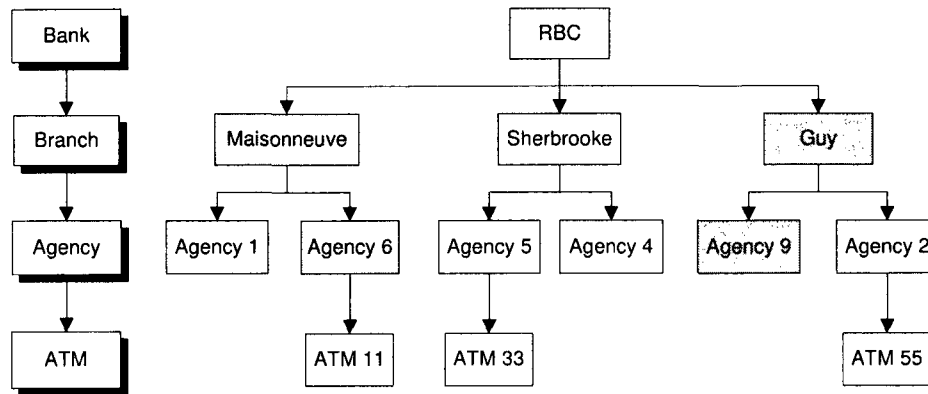 Bank
RBC
Branch
Maisonneuve
Sherbrooke
Guy
Agency
Agency 1
Agency 6
Agency 5
Agency 4
Agency 9
Agency 2
ATM
ATM 11
ATM 33
ATM 55